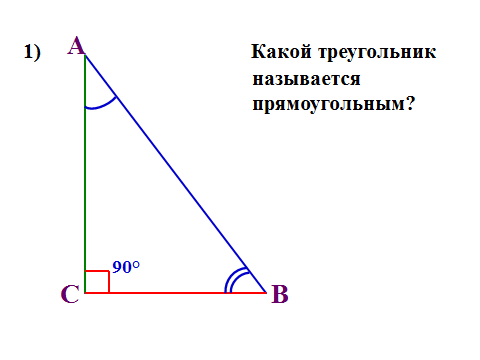 1)
A
Какой треугольник
называется
прямоугольным?
90°
C
B